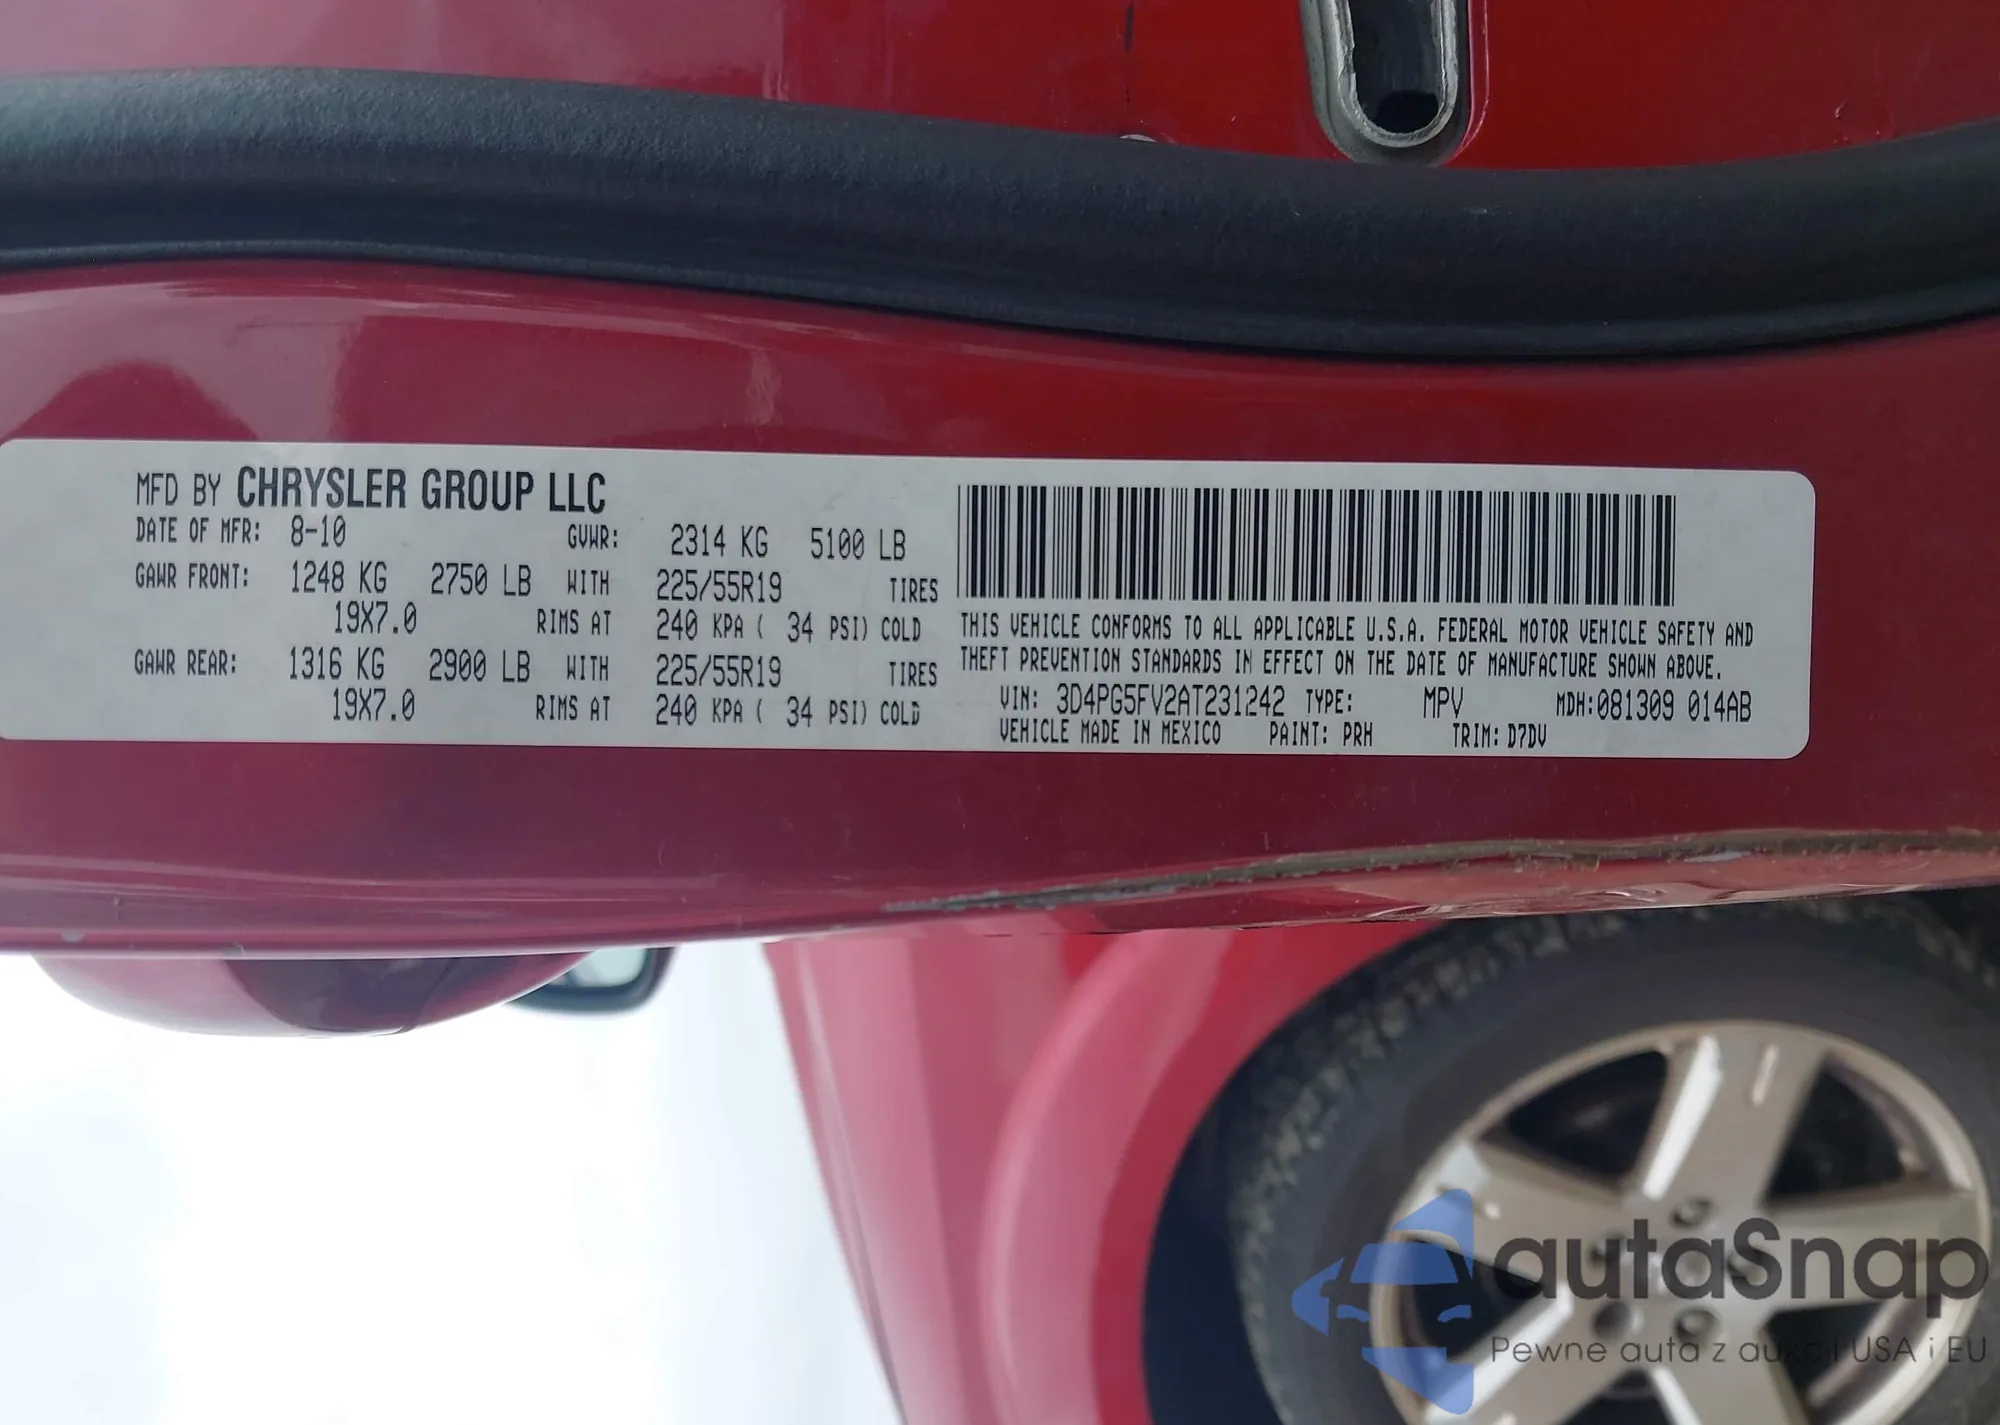 MFD BY CHRYSLER GROUP LLC
DATE OF MFR: 8-10 GVWR: 2314 KG 5100 LB
GAWR FRONT: 1248 KG 2750 LB WITH 225/55R19 TIRES
19X7.0 RIMS AT 240 KPA ( 34 PSI) COLD
GAWR REAR: 1316 KG 2900 LB WITH 225/55R19 TIRES
19X7.0 RIMS AT 240 KPA ( 34 PSI) COLD
THIS VEHICLE CONFORMS TO ALL APPLICABLE U.S.A. FEDERAL MOTOR VEHICLE SAFETY AND
THEFT PREVENTION STANDARDS IN EFFECT ON THE DATE OF MANUFACTURE SHOWN ABOVE.
VIN: 3D4PG5FV2AT231242 TYPE: MPV MDH:081309 014AB
VEHICLE MADE IN MEXICO PAINT: PRH TRIM: D7DV
autaSnap
Pewne auta z aukcji USA i EU